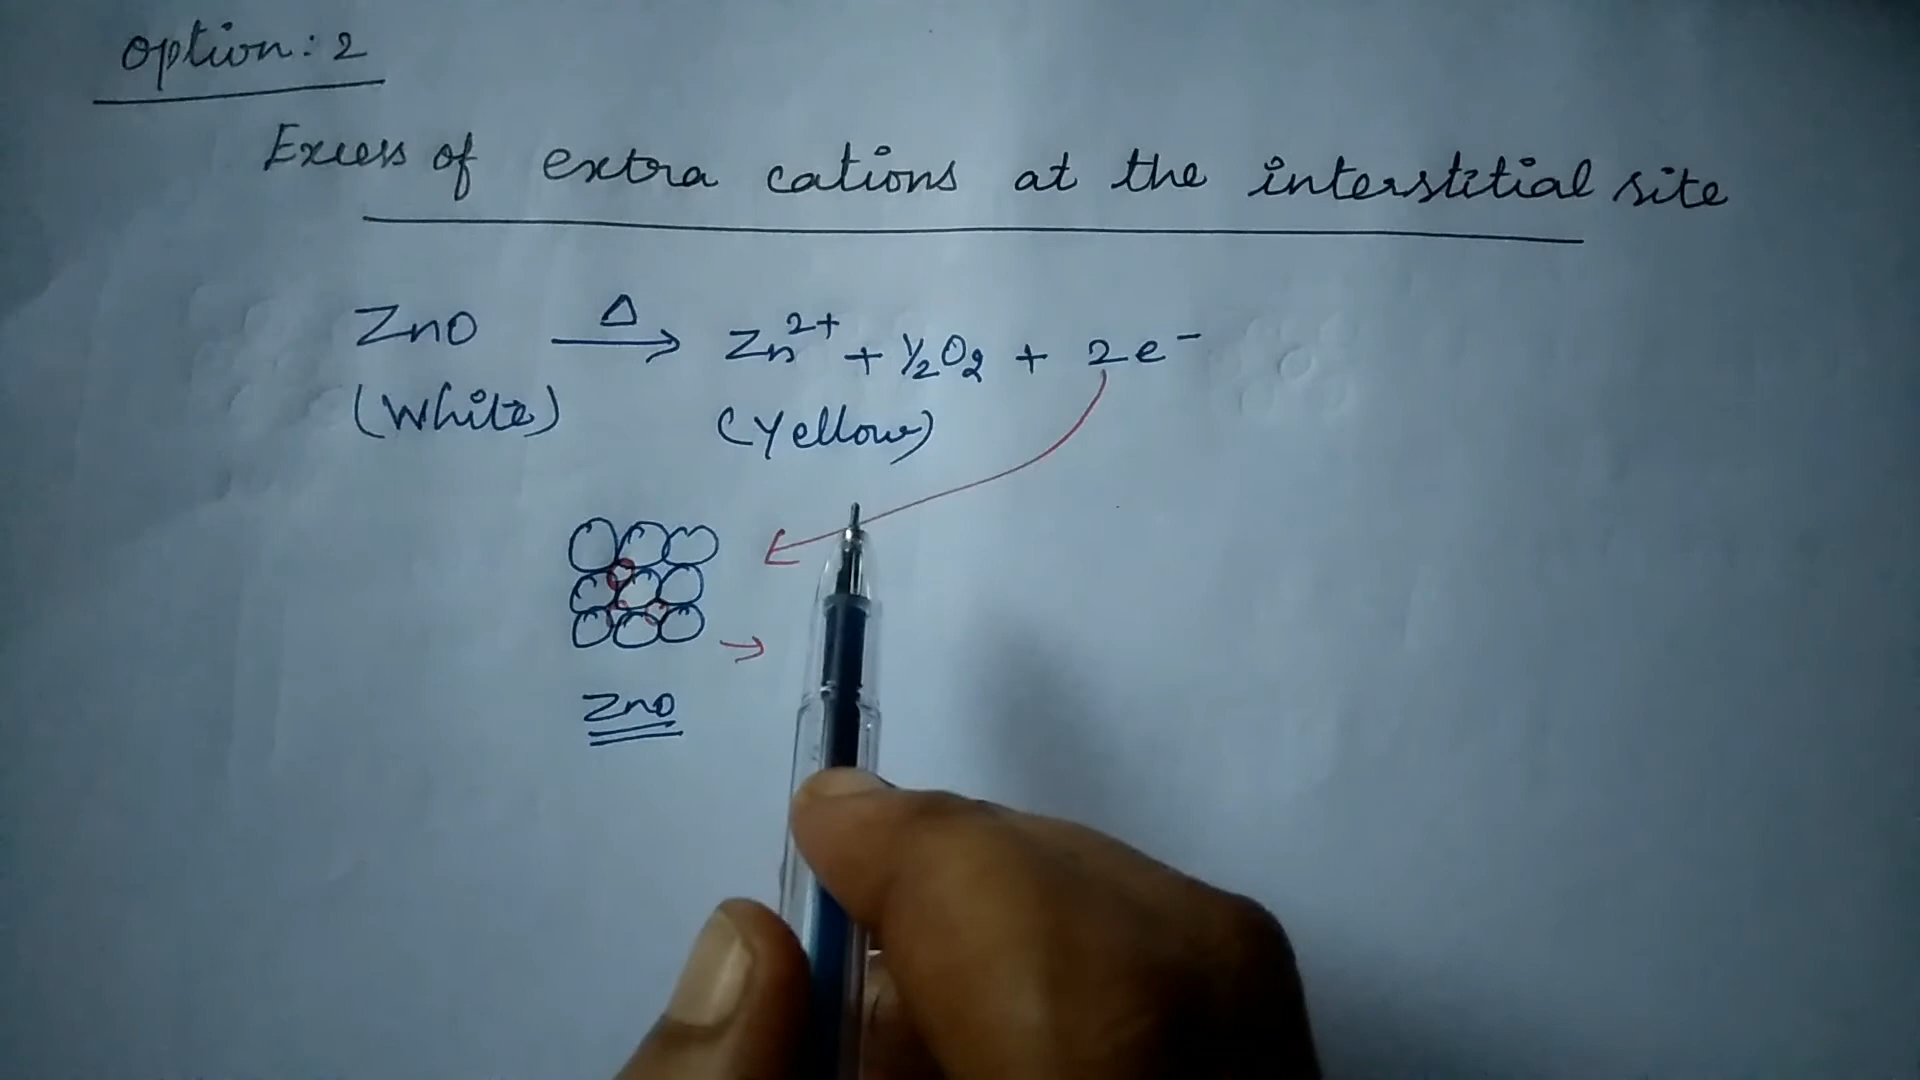 option: 2
Excess of extra cations at the interstitial site
ZnO Δ→ Zn²⁺ + ½O₂ + 2e⁻
(White) (Yellow)
ZnO